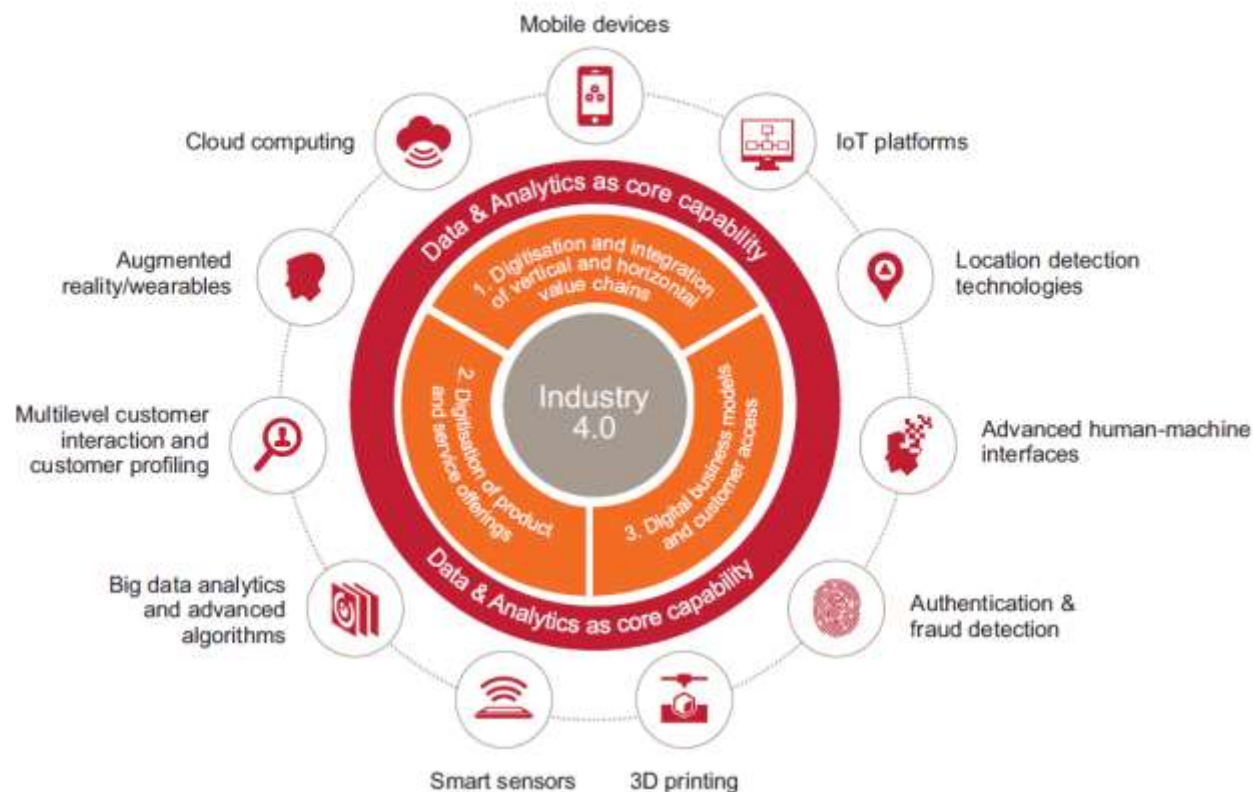 Mobile devices
Cloud computing
IoT platforms
Augmented
reality/wearables
Location detection
technologies
Multilevel customer
interaction and
customer profiling
Advanced human-machine
interfaces
Big data analytics
and advanced
algorithms
Authentication &
fraud detection
Smart sensors
3D printing
Data & Analytics as core capability
1. Digitisation and integration
of vertical and horizontal
value chains
2. Digitisation of product
and service offerings
3. Digital business models
and customer access
Industry
4.0
Data & Analytics as core capability